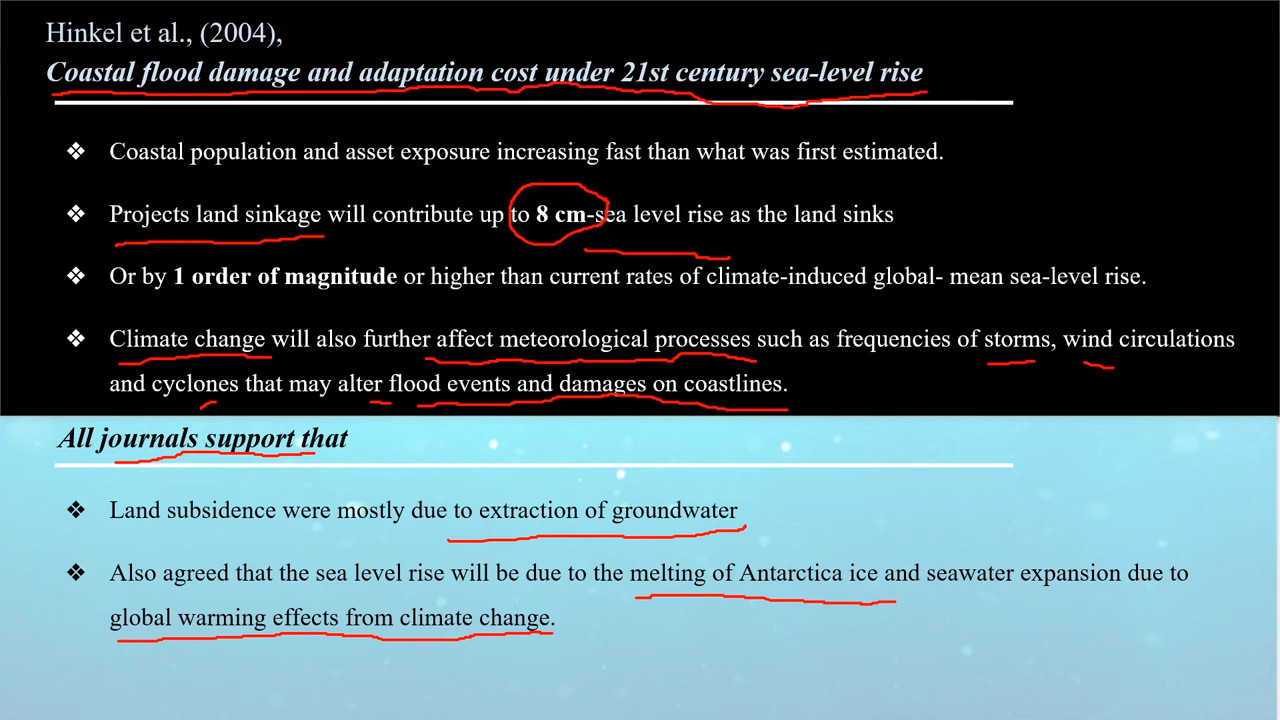 Hinkel et al., (2004),
Coastal flood damage and adaptation cost under 21st century sea-level rise
❖ Coastal population and asset exposure increasing fast than what was first estimated.
❖ Projects land sinkage will contribute up to 8 cm-sea level rise as the land sinks
❖ Or by 1 order of magnitude or higher than current rates of climate-induced global- mean sea-level rise.
❖ Climate change will also further affect meteorological processes such as frequencies of storms, wind circulations
and cyclones that may alter flood events and damages on coastlines.
All journals support that
❖ Land subsidence were mostly due to extraction of groundwater
❖ Also agreed that the sea level rise will be due to the melting of Antarctica ice and seawater expansion due to
global warming effects from climate change.